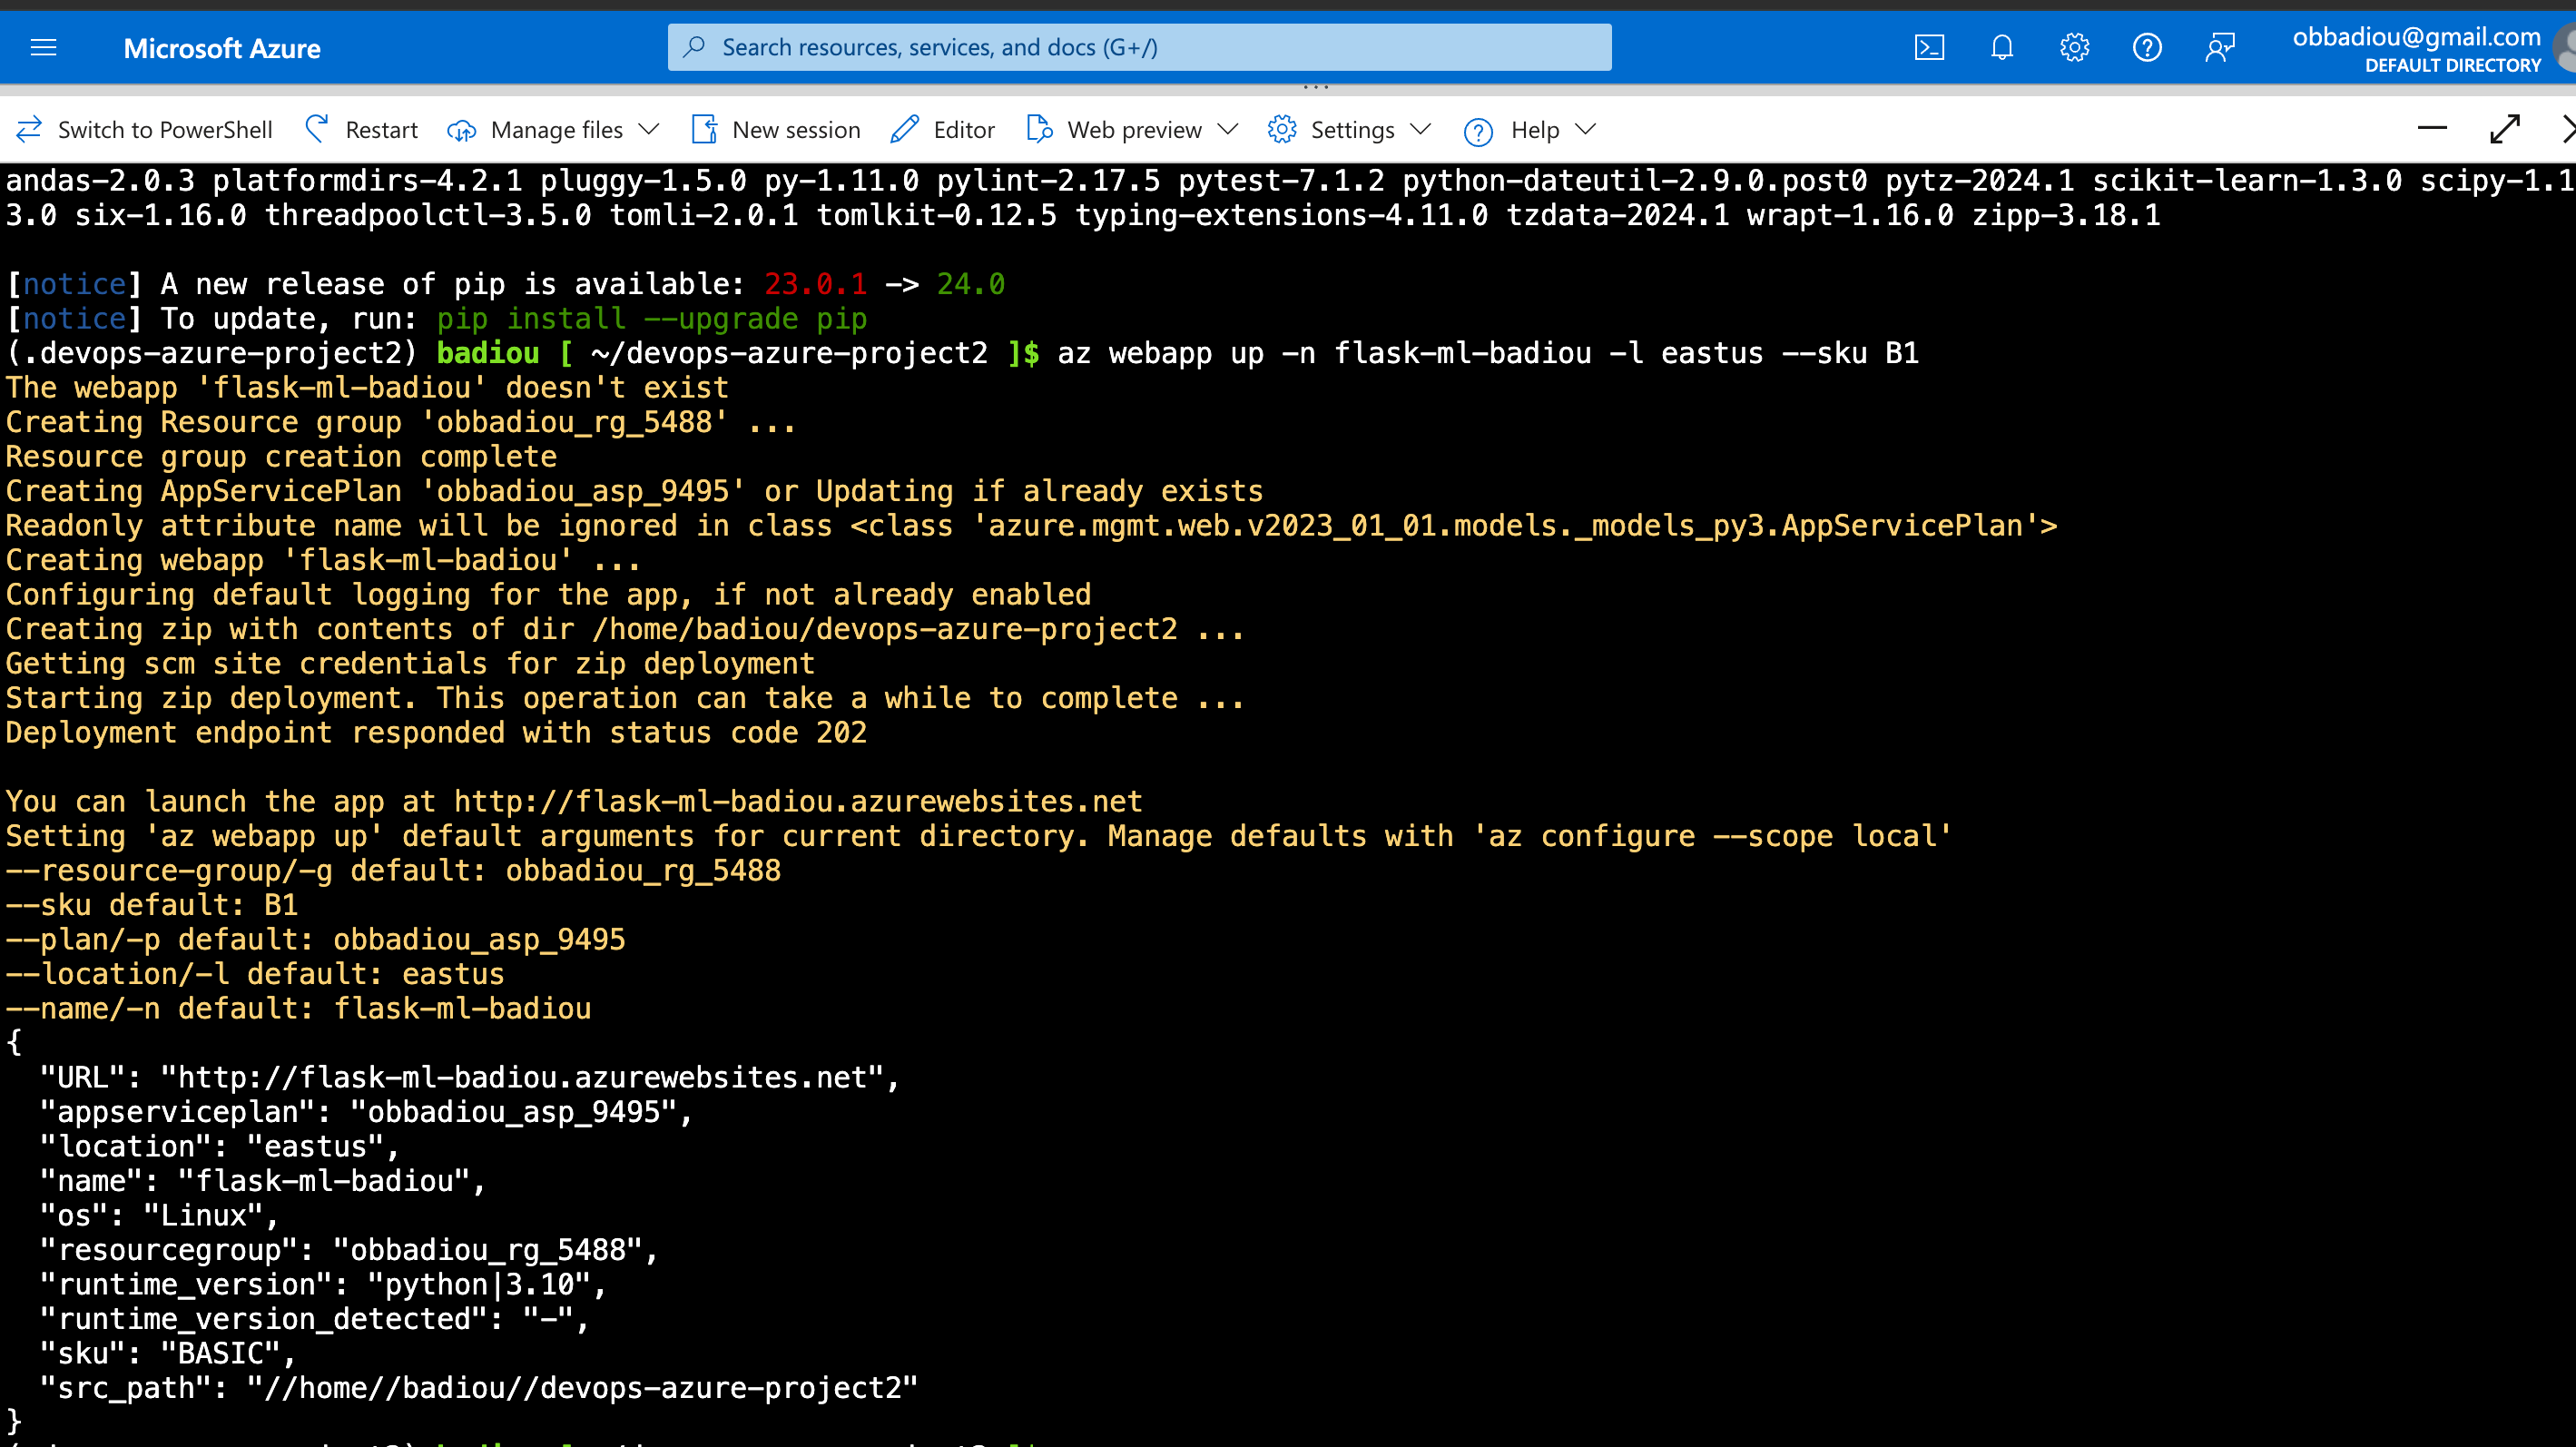 Microsoft Azure
Search resources, services, and docs (G+/)
obbadiou@gmail.com
DEFAULT DIRECTORY
Switch to PowerShell Restart Manage files New session Editor Web preview Settings Help
andas-2.0.3 platformdirs-4.2.1 pluggy-1.5.0 py-1.11.0 pylint-2.17.5 pytest-7.1.2 python-dateutil-2.9.0.post0 pytz-2024.1 scikit-learn-1.3.0 scipy-1.1
3.0 six-1.16.0 threadpoolctl-3.5.0 tomli-2.0.1 tomlkit-0.12.5 typing-extensions-4.11.0 tzdata-2024.1 wrapt-1.16.0 zipp-3.18.1
[notice] A new release of pip is available: 23.0.1 -> 24.0
[notice] To update, run: pip install --upgrade pip
(.devops-azure-project2) badiou [ ~/devops-azure-project2 ]$ az webapp up -n flask-ml-badiou -l eastus --sku B1
The webapp 'flask-ml-badiou' doesn't exist
Creating Resource group 'obbadiou_rg_5488' ...
Resource group creation complete
Creating AppServicePlan 'obbadiou_asp_9495' or Updating if already exists
Readonly attribute name will be ignored in class <class 'azure.mgmt.web.v2023_01_01.models._models_py3.AppServicePlan'>
Creating webapp 'flask-ml-badiou' ...
Configuring default logging for the app, if not already enabled
Creating zip with contents of dir /home/badiou/devops-azure-project2 ...
Getting scm site credentials for zip deployment
Starting zip deployment. This operation can take a while to complete ...
Deployment endpoint responded with status code 202
You can launch the app at http://flask-ml-badiou.azurewebsites.net
Setting 'az webapp up' default arguments for current directory. Manage defaults with 'az configure --scope local'
--resource-group/-g default: obbadiou_rg_5488
--sku default: B1
--plan/-p default: obbadiou_asp_9495
--location/-l default: eastus
--name/-n default: flask-ml-badiou
{
"URL": "http://flask-ml-badiou.azurewebsites.net",
"appserviceplan": "obbadiou_asp_9495",
"location": "eastus",
"name": "flask-ml-badiou",
"os": "Linux",
"resourcegroup": "obbadiou_rg_5488",
"runtime_version": "python|3.10",
"runtime_version_detected": "-",
"sku": "BASIC",
"src_path": "//home//badiou//devops-azure-project2"
}